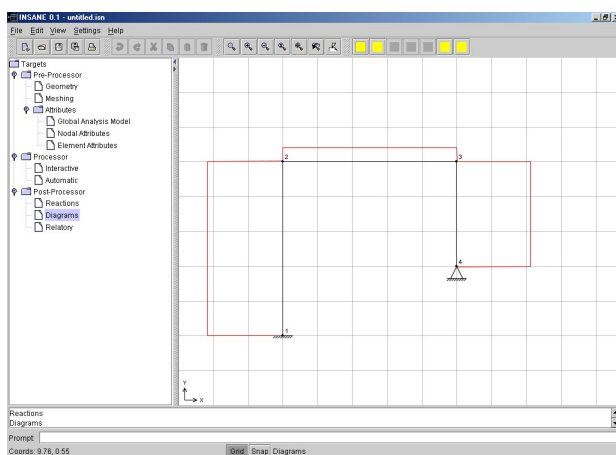 INSANE 0.1 - untitled.isn
File Edit View Settings Help
Targets
Pre-Processor
Geometry
Meshing
Attributes
Global Analysis Model
Nodal Attributes
Element Attributes
Processor
Interactive
Automatic
Post-Processor
Reactions
Diagrams
Relatory
2
3
4
1
Y
X
Reactions
Diagrams
Prompt
Coords: 9.76, 0.55
Grid Snap Diagrams